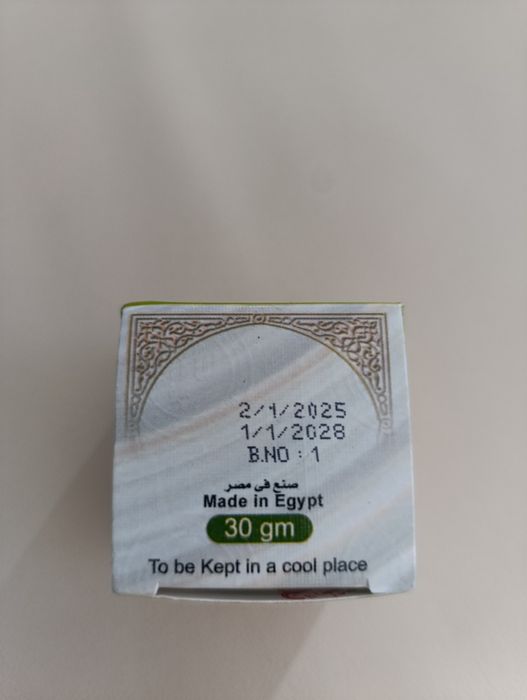 2/1/2025
1/1/2028
B.NO : 1
صنع فى مصر
Made in Egypt
30 gm
To be Kept in a cool place